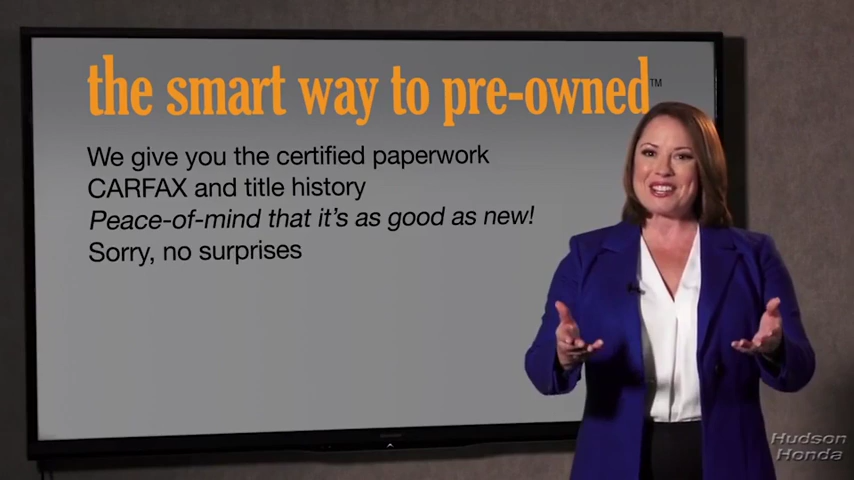 the smart way to pre-owned™
We give you the certified paperwork
CARFAX and title history
Peace-of-mind that it's as good as new!
Sorry, no surprises
Hudson
Honda